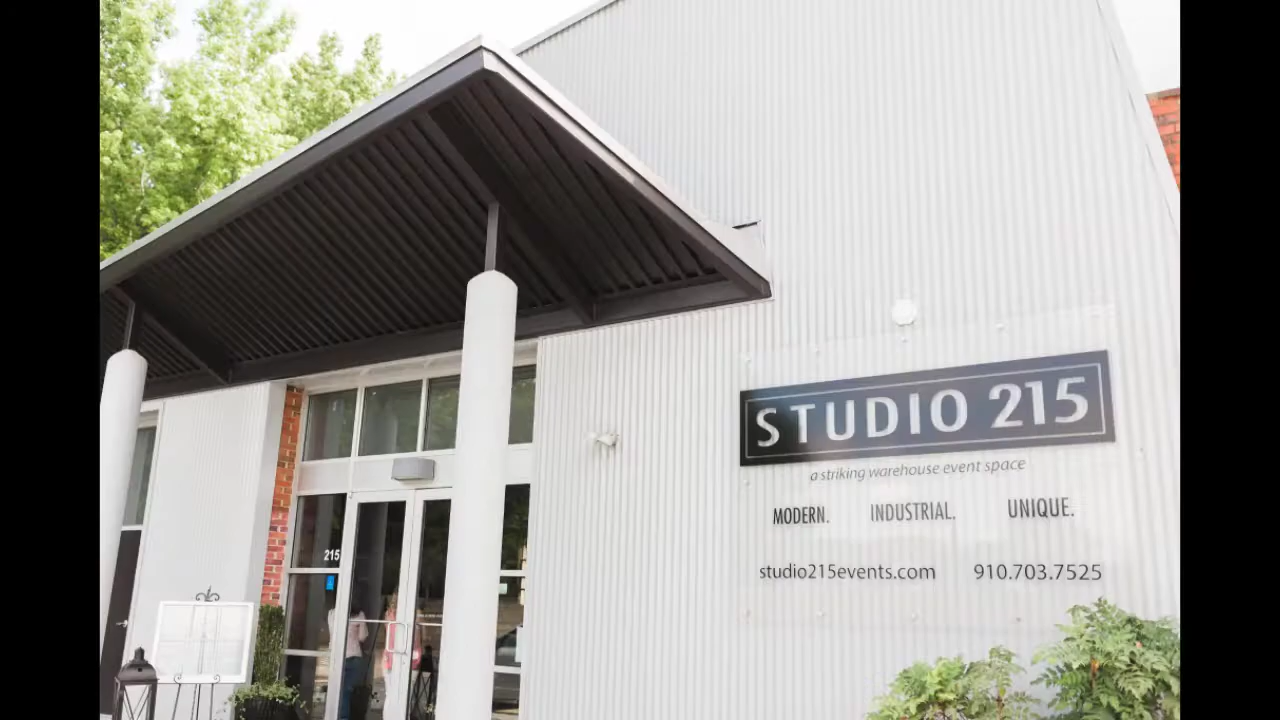 STUDIO 215
a striking warehouse event space
MODERN. INDUSTRIAL. UNIQUE.
studio215events.com 910.703.7525
215